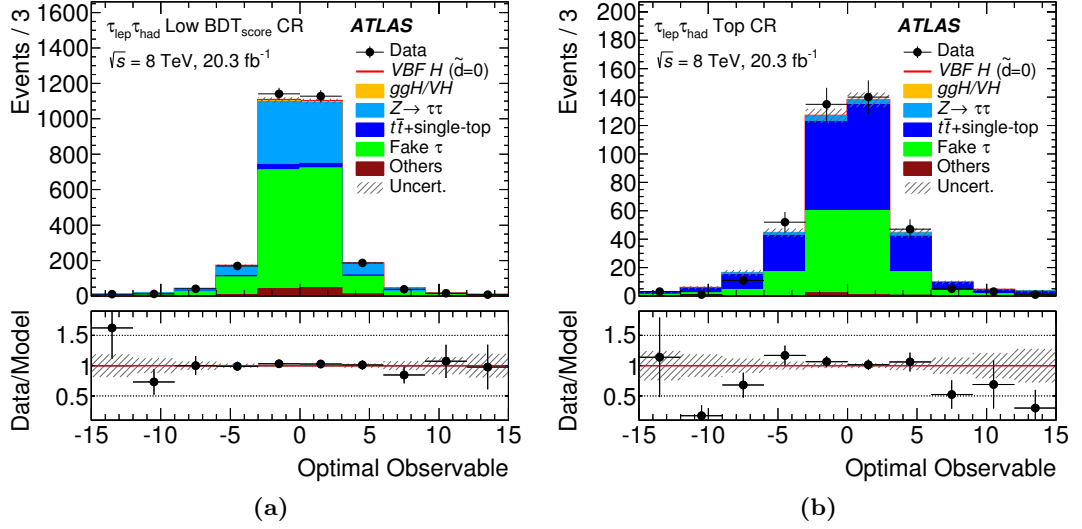 Events / 3
1600
1400
1200
1000
800
600
400
200
0
τlepτhad Low BDTscore CR
√s = 8 TeV, 20.3 fb-1
ATLAS
Data
VBF H (d̃=0)
ggH/VH
Z→ ττ
tt̄+single-top
Fake τ
Others
Uncert.
Data/Model
1.5
1
0.5
-15 -10 -5 0 5 10 15
Optimal Observable
(a)
Events / 3
200
180
160
140
120
100
80
60
40
20
0
τlepτhad Top CR
√s = 8 TeV, 20.3 fb-1
ATLAS
Data
VBF H (d̃=0)
ggH/VH
Z→ ττ
tt̄+single-top
Fake τ
Others
Uncert.
Data/Model
1.5
1
0.5
-15 -10 -5 0 5 10 15
Optimal Observable
(b)